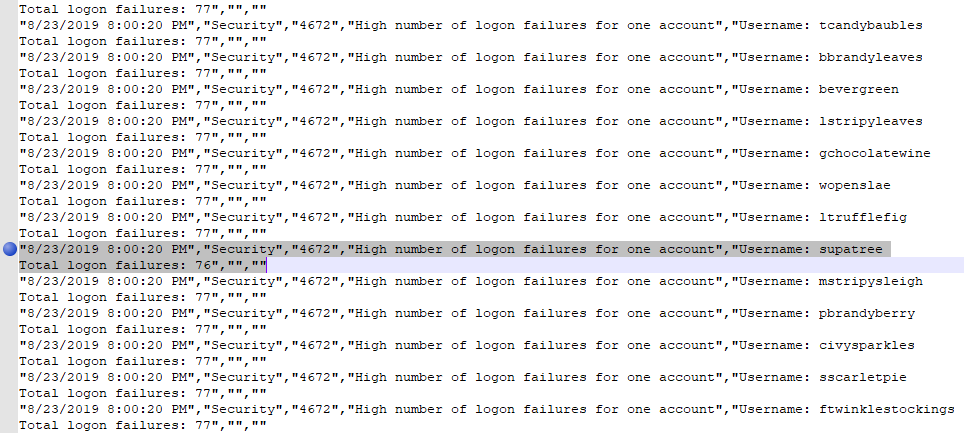 Total logon failures: 77","",""
"8/23/2019 8:00:20 PM","Security","4672","High number of logon failures for one account","Username: tcandybaubles
Total logon failures: 77","",""
"8/23/2019 8:00:20 PM","Security","4672","High number of logon failures for one account","Username: bbrandyleaves
Total logon failures: 77","",""
"8/23/2019 8:00:20 PM","Security","4672","High number of logon failures for one account","Username: bevergreen
Total logon failures: 77","",""
"8/23/2019 8:00:20 PM","Security","4672","High number of logon failures for one account","Username: lstripyleaves
Total logon failures: 77","",""
"8/23/2019 8:00:20 PM","Security","4672","High number of logon failures for one account","Username: gchocolatewine
Total logon failures: 77","",""
"8/23/2019 8:00:20 PM","Security","4672","High number of logon failures for one account","Username: wopenslae
Total logon failures: 77","",""
"8/23/2019 8:00:20 PM","Security","4672","High number of logon failures for one account","Username: ltrufflefig
Total logon failures: 77","",""
"8/23/2019 8:00:20 PM","Security","4672","High number of logon failures for one account","Username: supatree
Total logon failures: 76","",""
"8/23/2019 8:00:20 PM","Security","4672","High number of logon failures for one account","Username: mstripysleigh
Total logon failures: 77","",""
"8/23/2019 8:00:20 PM","Security","4672","High number of logon failures for one account","Username: pbrandyberry
Total logon failures: 77","",""
"8/23/2019 8:00:20 PM","Security","4672","High number of logon failures for one account","Username: civysparkles
Total logon failures: 77","",""
"8/23/2019 8:00:20 PM","Security","4672","High number of logon failures for one account","Username: sscarletpie
Total logon failures: 77","",""
"8/23/2019 8:00:20 PM","Security","4672","High number of logon failures for one account","Username: ftwinklestockings
Total logon failures: 77","",""